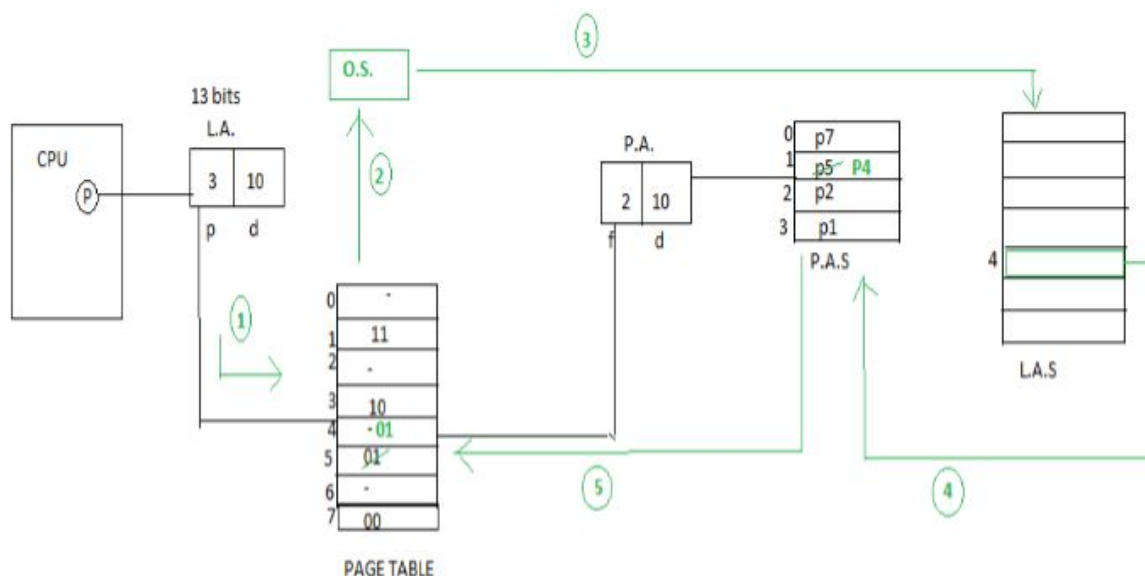 3
O.S.
13 bits
L.A.
CPU
P
3 10
p d
2
P.A.
2 10
f d
0 p7
1 p5 P4
2 p2
3 p1
P.A.S
4
L.A.S
1
0 -
1 11
2 -
3 10
4 - 01
5 01
6 -
7 00
5
4
PAGE TABLE